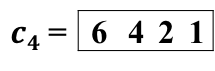 c₄ = 6 4 2 1